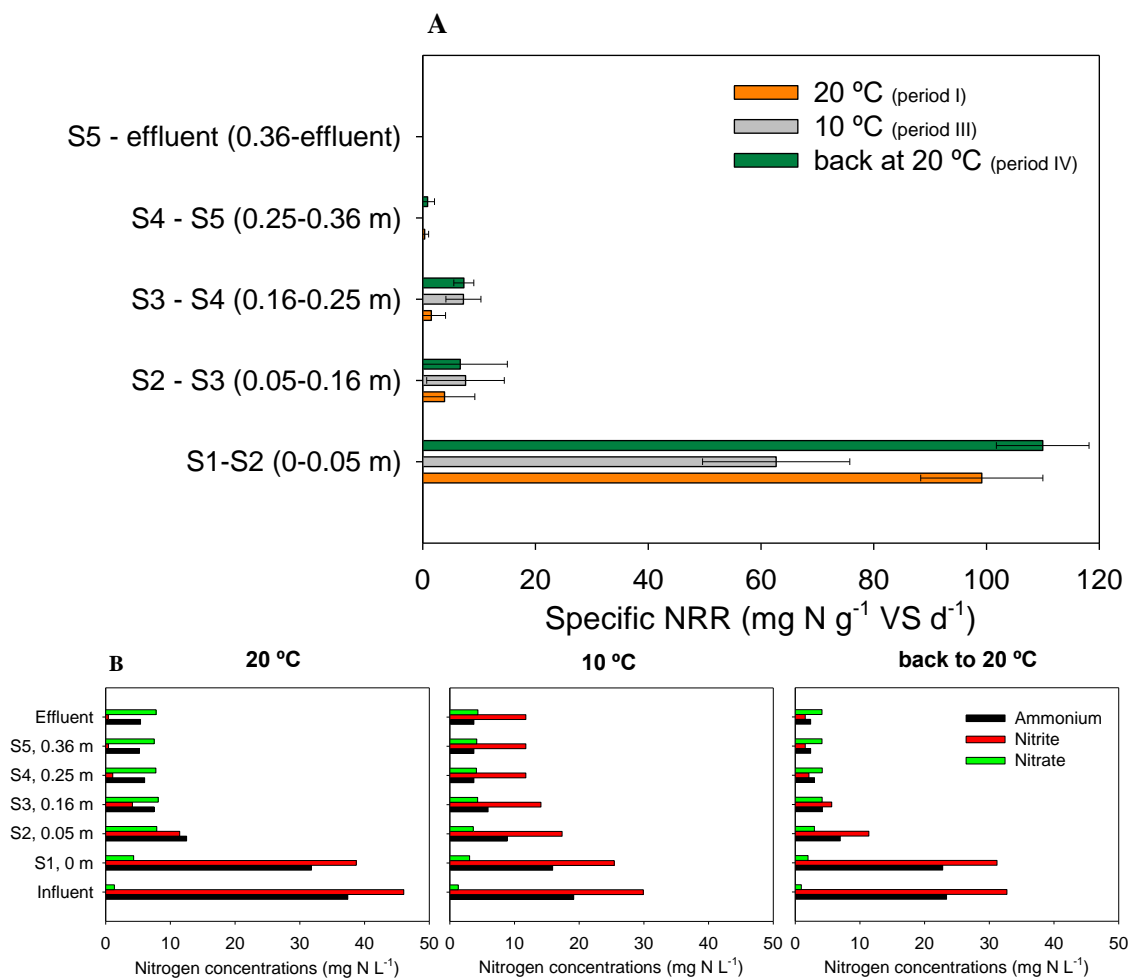 A
20 ºC (period I)
10 ºC (period III)
back at 20 ºC (period IV)
S5 - effluent (0.36-effluent)
S4 - S5 (0.25-0.36 m)
S3 - S4 (0.16-0.25 m)
S2 - S3 (0.05-0.16 m)
S1-S2 (0-0.05 m)
0 20 40 60 80 100 120
Specific NRR (mg N g-1 VS d-1)
B
20 ºC
10 ºC
back to 20 ºC
Effluent
S5, 0.36 m
S4, 0.25 m
S3, 0.16 m
S2, 0.05 m
S1, 0 m
Influent
Ammonium
Nitrite
Nitrate
0 10 20 30 40 50
0 10 20 30 40 50
0 10 20 30 40 50
Nitrogen concentrations (mg N L-1)
Nitrogen concentrations (mg N L-1)
Nitrogen concentrations (mg N L-1)